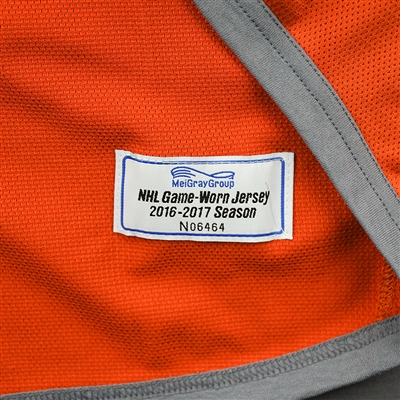 MeiGrayGroup
NHL Game-Worn Jersey
2016-2017 Season
N06464